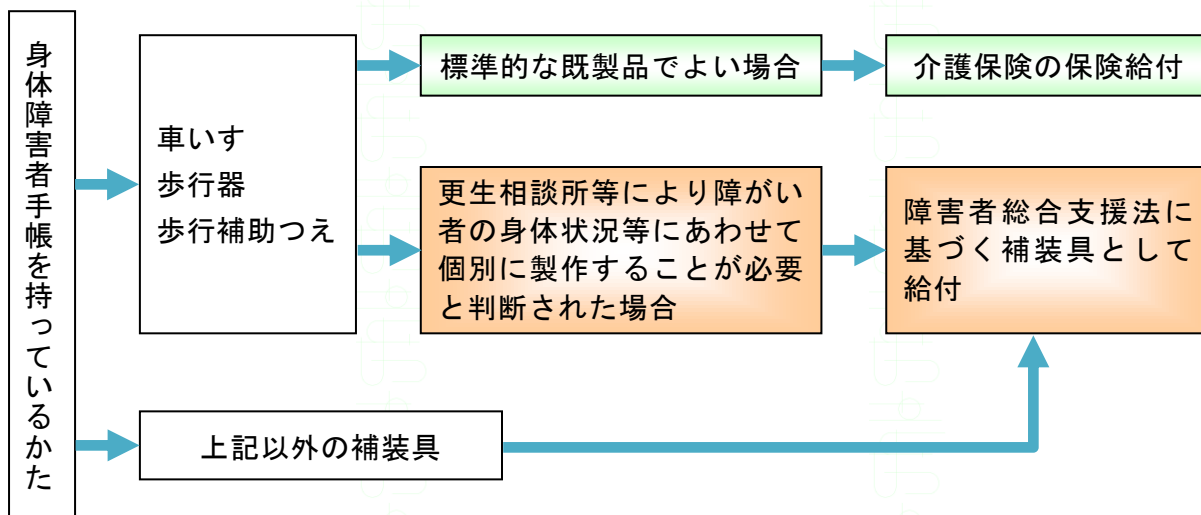 身体障害者手帳を持っているかた
車いす
歩行器
歩行補助つえ
標準的な既製品でよい場合
介護保険の保険給付
更生相談所等により障がい
者の身体状況等にあわせて
個別に製作することが必要
と判断された場合
障害者総合支援法に
基づく補装具として
給付
上記以外の補装具